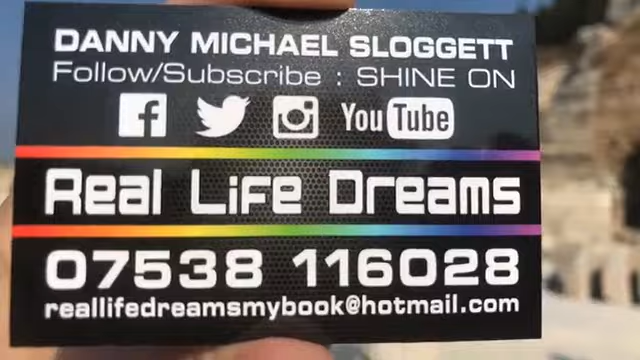 DANNY MICHAEL SLOGGETT
Follow/Subscribe : SHINE ON
f YouTube
Real Life Dreams
07538 116028
reallifedreamsmybook@hotmail.com